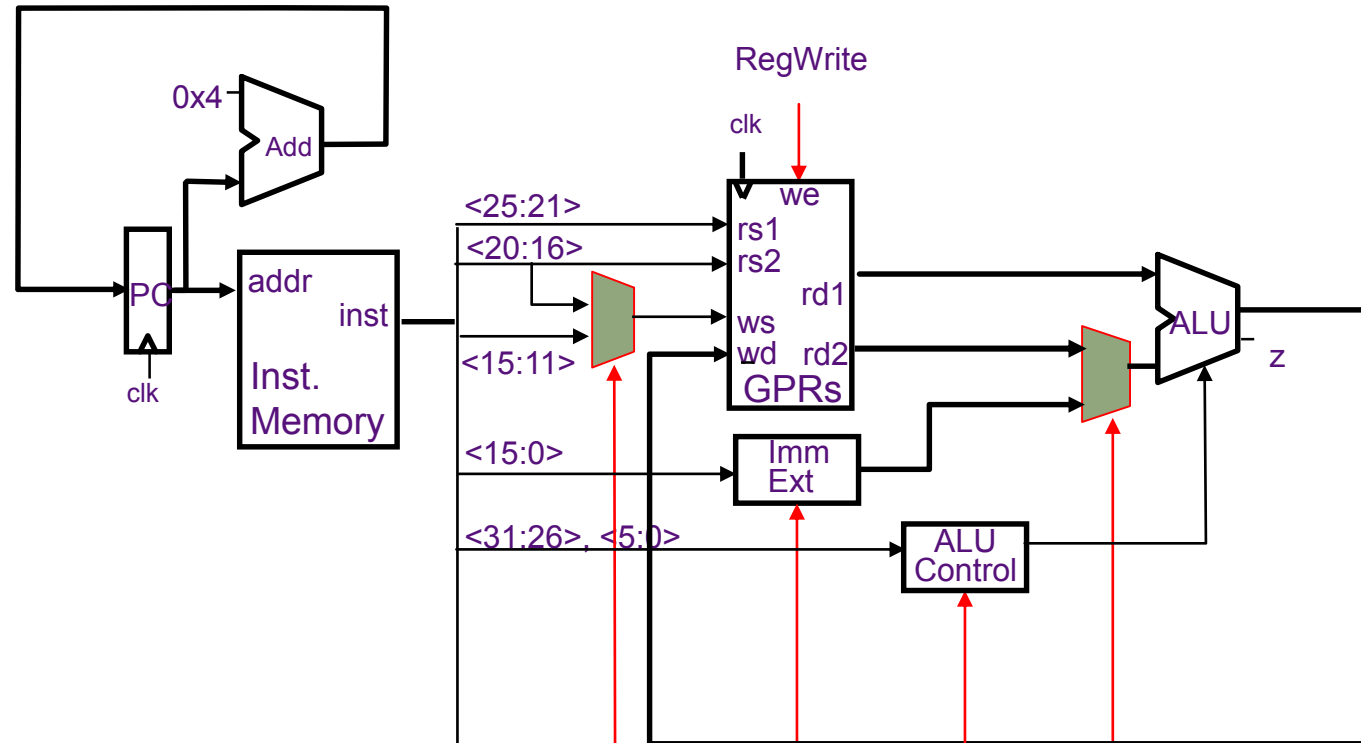 RegWrite
0x4
Add
clk
we
<25:21>
rs1
<20:16>
rs2
PC
addr
inst
rd1
ws
ALU
<15:11>
wd
rd2
z
clk
Inst.
Memory
GPRs
<15:0>
Imm
Ext
<31:26>, <5:0>
ALU
Control